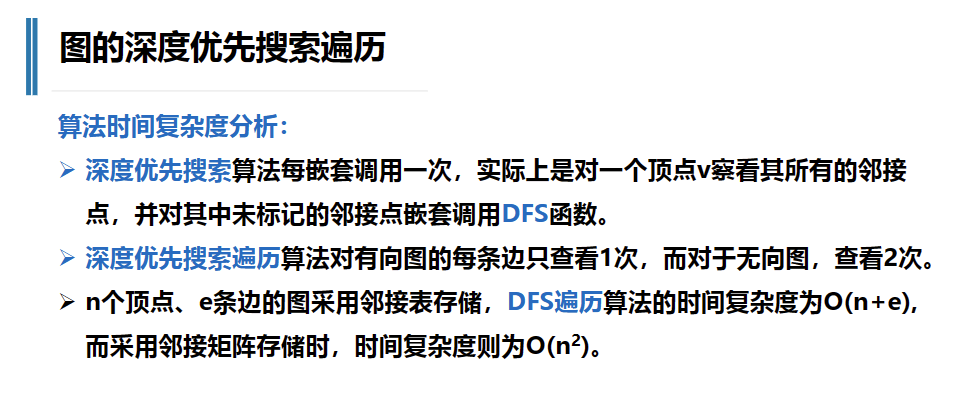 图的深度优先搜索遍历
算法时间复杂度分析：
➢ 深度优先搜索算法每嵌套调用一次，实际上是对一个顶点v察看其所有的邻接
点，并对其中未标记的邻接点嵌套调用DFS函数。
➢ 深度优先搜索遍历算法对有向图的每条边只查看1次，而对于无向图，查看2次。
➢ n个顶点、e条边的图采用邻接表存储，DFS遍历算法的时间复杂度为O(n+e),
而采用邻接矩阵存储时，时间复杂度则为O(n²)。